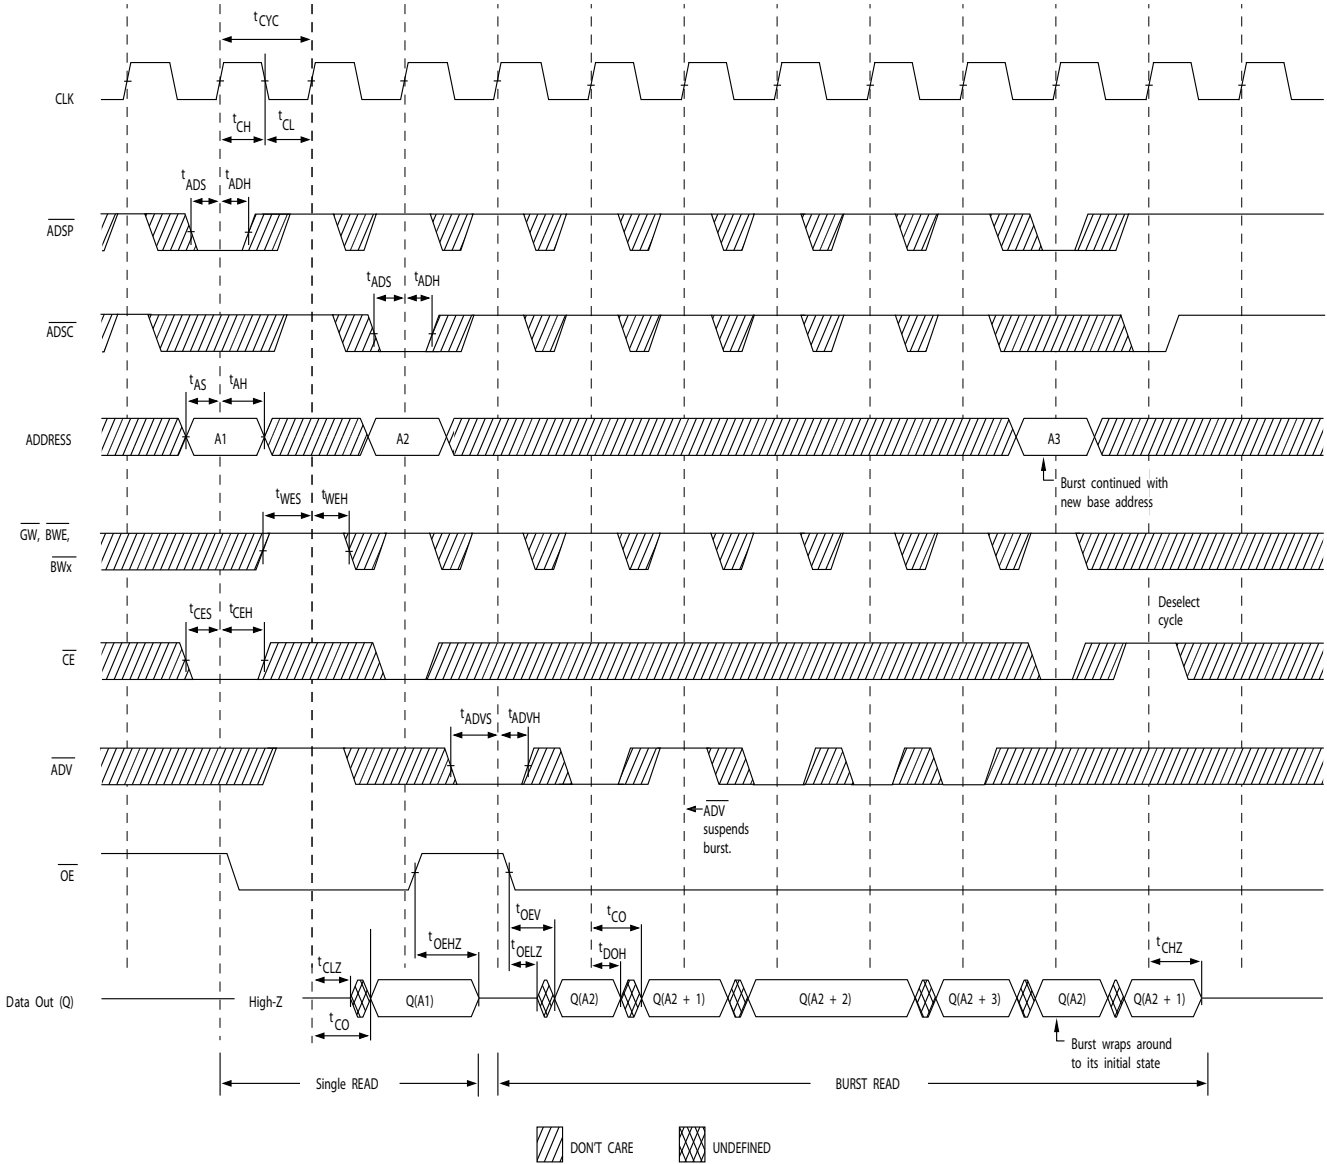 tCYC
CLK
tCH
tCL
tADS
tADH
ADSP
tADS
tADH
ADSC
tAS
tAH
ADDRESS
A1
A2
A3
Burst continued with
new base address
tWES
tWEH
GW, BWE,
BWx
Deselect
cycle
tCES
tCEH
CE
tADVS
tADVH
ADV
ADV
suspends
burst.
OE
tOEV
tCO
tOEHZ
tOELZ
tDOH
tCHZ
tCLZ
Data Out (Q)
High-Z
Q(A1)
Q(A2)
Q(A2 + 1)
Q(A2 + 2)
Q(A2 + 3)
Q(A2)
Q(A2 + 1)
tCO
Burst wraps around
to its initial state
Single READ
BURST READ
DON'T CARE
UNDEFINED